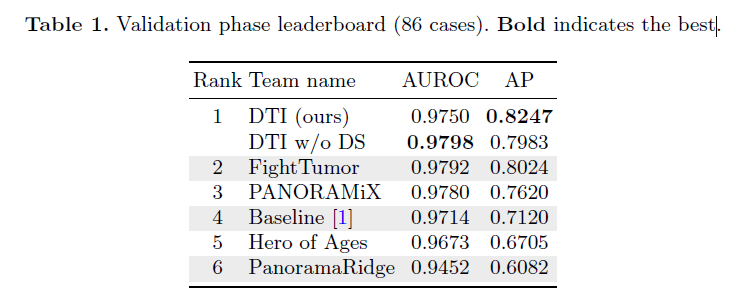 Table 1. Validation phase leaderboard (86 cases). Bold indicates the best.
Rank Team name AUROC AP
1 DTI (ours) 0.9750 0.8247
DTI w/o DS 0.9798 0.7983
2 FightTumor 0.9792 0.8024
3 PANORAMiX 0.9780 0.7620
4 Baseline [1] 0.9714 0.7120
5 Hero of Ages 0.9673 0.6705
6 PanoramaRidge 0.9452 0.6082